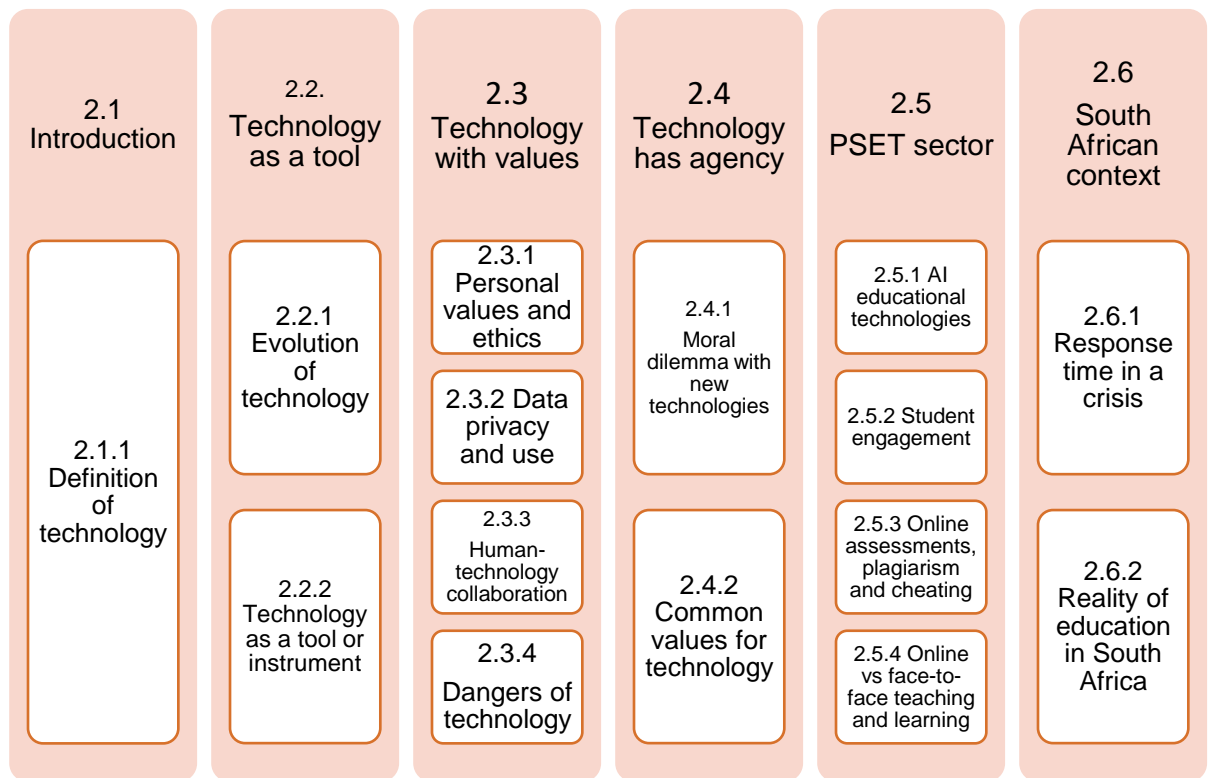 2.1
Introduction
2.1.1
Definition
of
technology
2.2.
Technology
as a tool
2.2.1
Evolution
of
technology
2.2.2
Technology
as a tool or
instrument
2.3
Technology
with values
2.3.1
Personal
values and
ethics
2.3.2 Data
privacy
and use
2.3.3
Human-
technology
collaboration
2.3.4
Dangers of
technology
2.4
Technology
has agency
2.4.1
Moral
dilemma with
new
technologies
2.4.2
Common
values for
technology
2.5
PSET sector
2.5.1 AI
educational
technologies
2.5.2 Student
engagement
2.5.3 Online
assessments,
plagiarism
and cheating
2.5.4 Online
vs face-to-
face teaching
and learning
2.6
South
African
context
2.6.1
Response
time in a
crisis
2.6.2
Reality of
education
in South
Africa